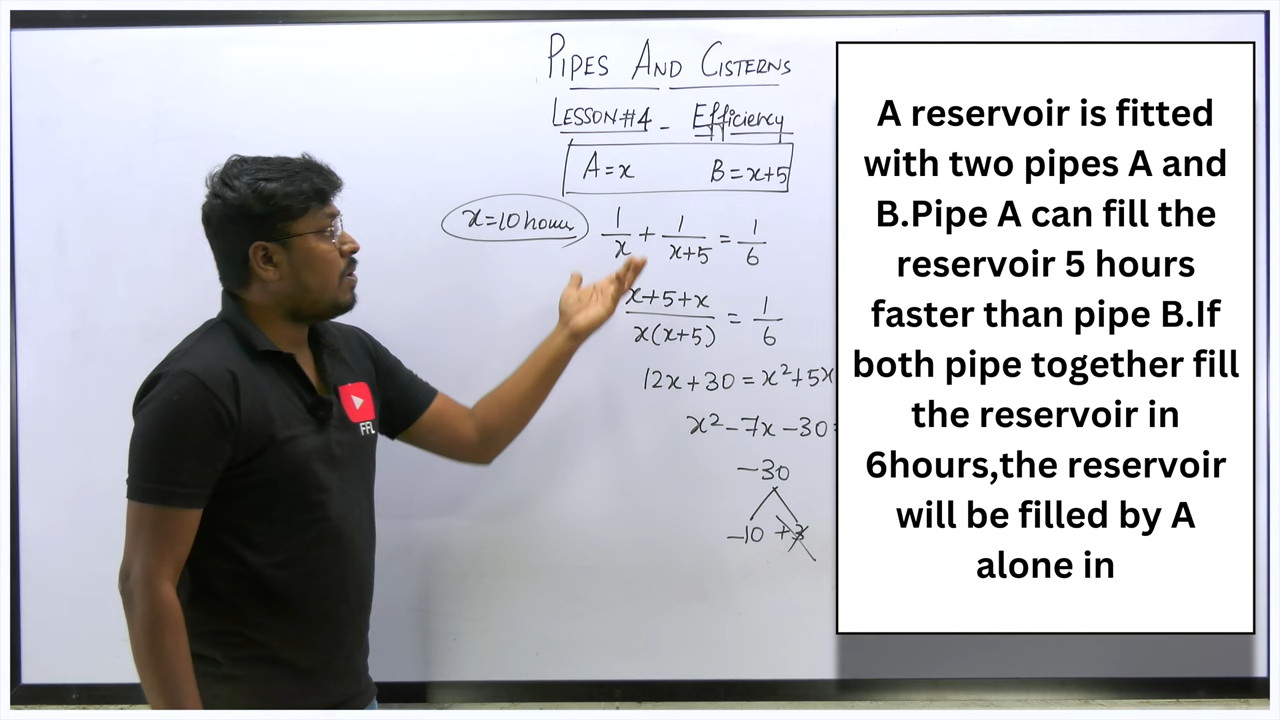 PIPES AND CISTERNS
LESSON#4 - Efficiency
A=x B=x+5
x=10 hours
1/x + 1/(x+5) = 1/6
x+5+x/x(x+5) = 1/6
12x+30=x²+5x
x²-7x-30=
-30
-10 +3
FFL
A reservoir is fitted
with two pipes A and
B.Pipe A can fill the
reservoir 5 hours
faster than pipe B.If
both pipe together fill
the reservoir in
6hours,the reservoir
will be filled by A
alone in